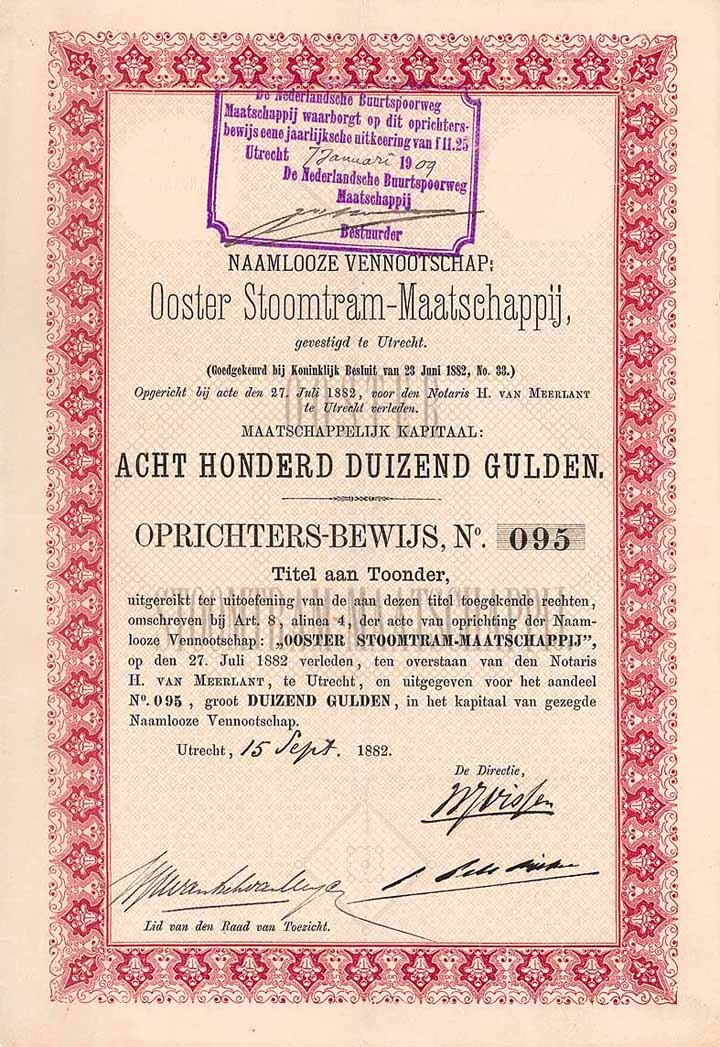 De Nederlandsche Buurtspoorweg
Maatschappij waarborgt op dit oprichters-
bewijs eene jaarlijksche uitkeering van f 11.25
Utrecht 7 Januari 1909
De Nederlandsche Buurtspoorweg
Maatschappij
Bestuurder
NAAMLOOZE VENNOOTSCHAP:
Ooster Stoomtram-Maatschappij,
gevestigd te Utrecht.
(Goedgekeurd bij Koninklijk Besluit van 23 Juni 1882, No. 33.)
Opgericht bij acte den 27. Juli 1882, voor den Notaris H. VAN MEERLANT
te Utrecht verleden.
MAATSCHAPPELIJK KAPITAAL:
ACHT HONDERD DUIZEND GULDEN.
OPRICHTERS-BEWIJS, No. 095
Titel aan Toonder,
uitgereikt ter uitoefening van de aan dezen titel toegekende rechten,
omschreven bij Art. 8, alinea 4, der acte van oprichting der Naam-
looze Vennootschap: „OOSTER STOOMTRAM-MAATSCHAPPIJ",
op den 27. Juli 1882 verleden, ten overstaan van den Notaris
H. VAN MEERLANT, te Utrecht, en uitgegeven voor het aandeel
No. 095, groot DUIZEND GULDEN, in het kapitaal van gezegde
Naamlooze Vennootschap.
Utrecht, 15 Sept. 1882.
De Directie,
Lid van den Raad van Toezicht.
OOSTER
STOOMTRAM-MAATSCHAPPIJ